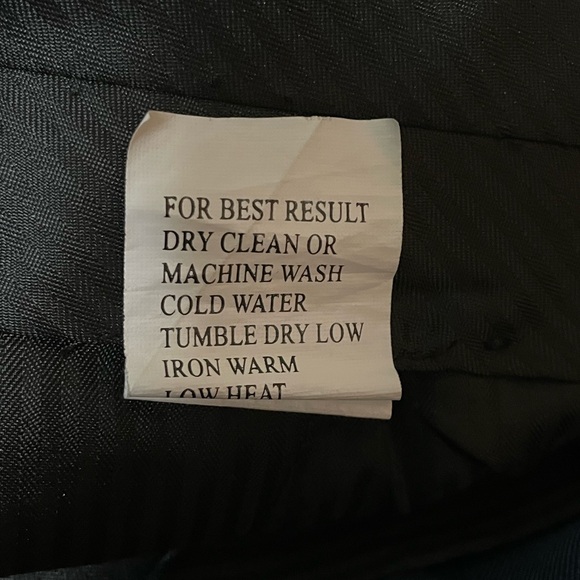 FOR BEST RESULT
DRY CLEAN OR
MACHINE WASH
COLD WATER
TUMBLE DRY LOW
IRON WARM
LOW HEAT